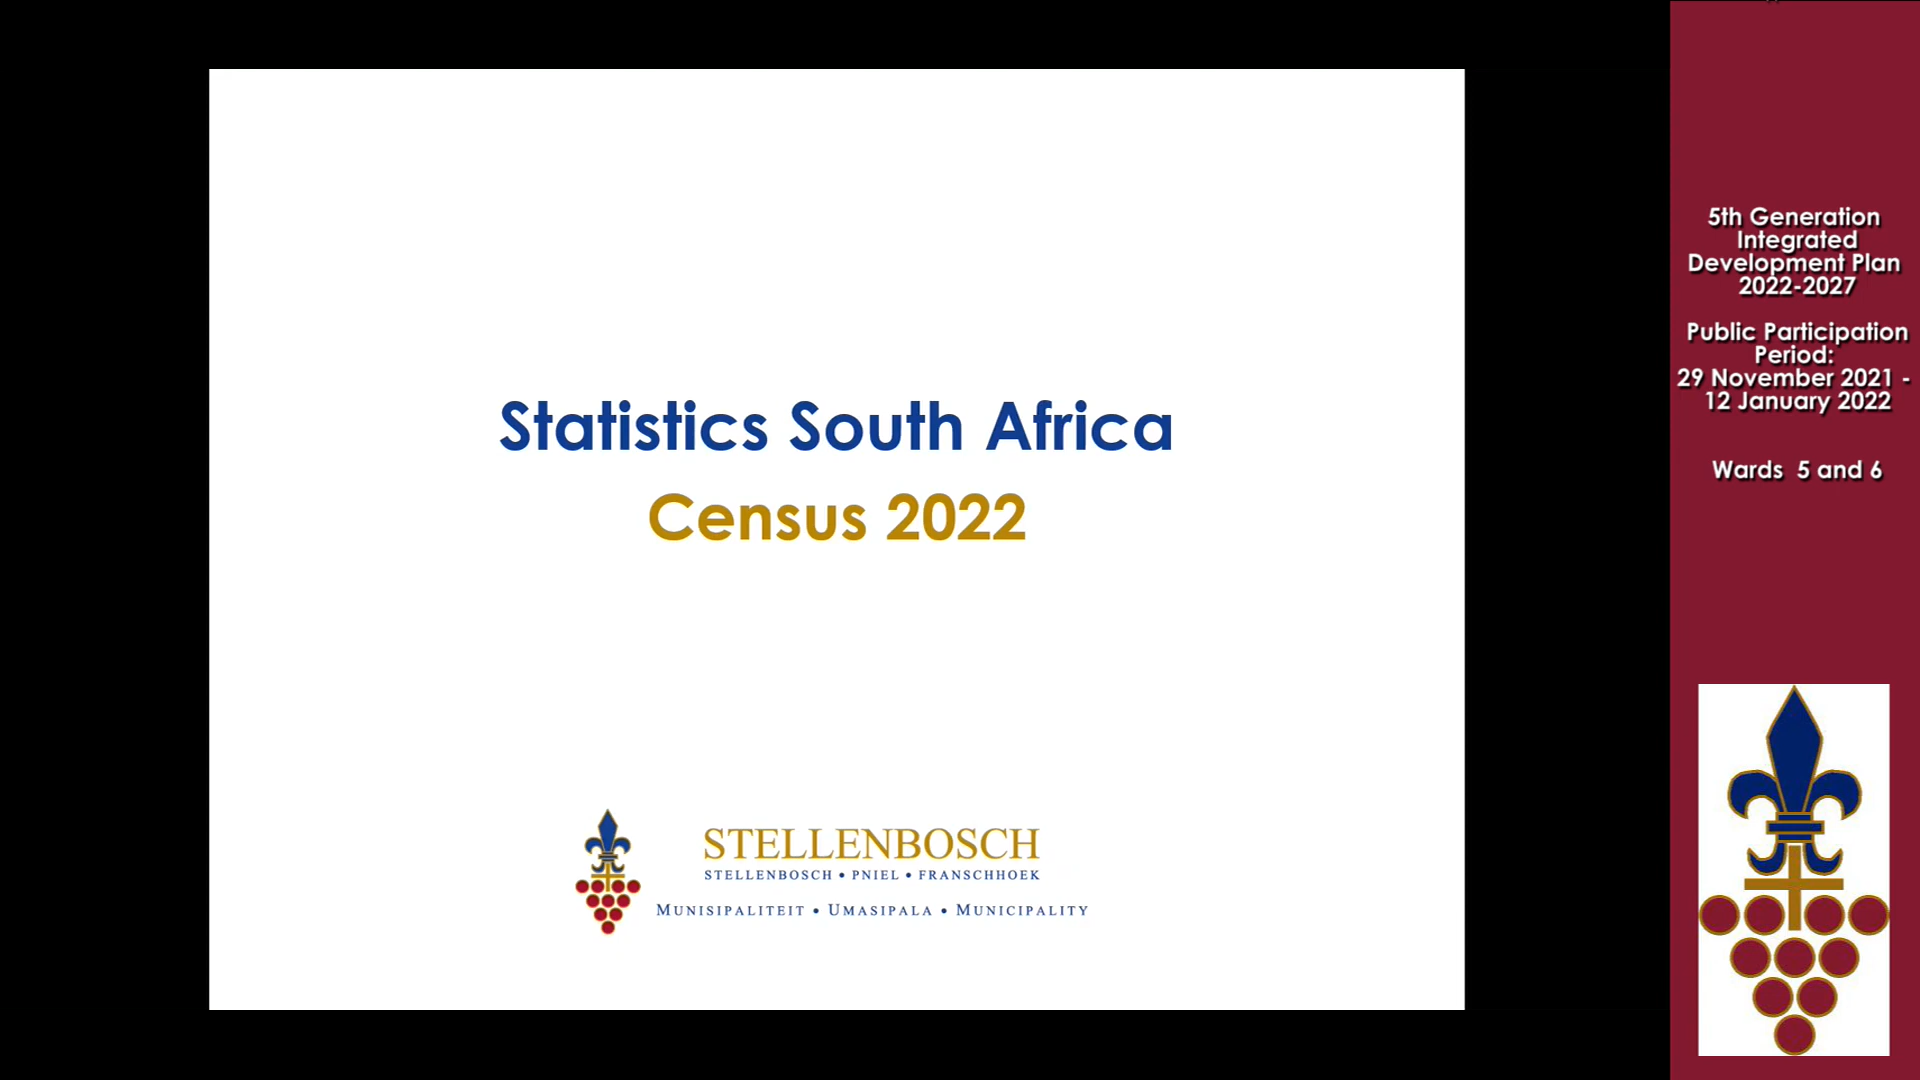 Statistics South Africa
Census 2022
STELLENBOSCH
STELLENBOSCH • PNIEL • FRANSCHHOEK
MUNISIPALITEIT • UMASIPALA • MUNICIPALITY
5th Generation
Integrated
Development Plan
2022-2027
Public Participation
Period:
29 November 2021 -
12 January 2022
Wards 5 and 6